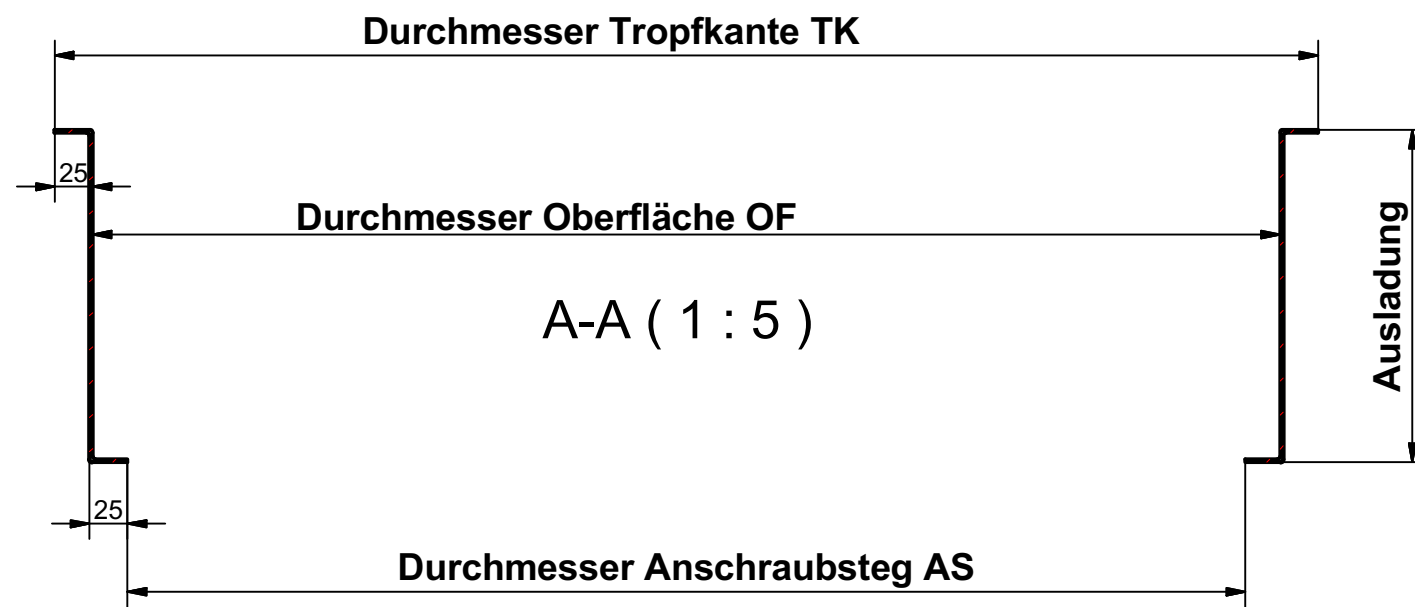 Durchmesser Tropfkante TK
25
Durchmesser Oberfläche OF
Ausladung
A-A ( 1 : 5 )
25
Durchmesser Anschraubsteg AS